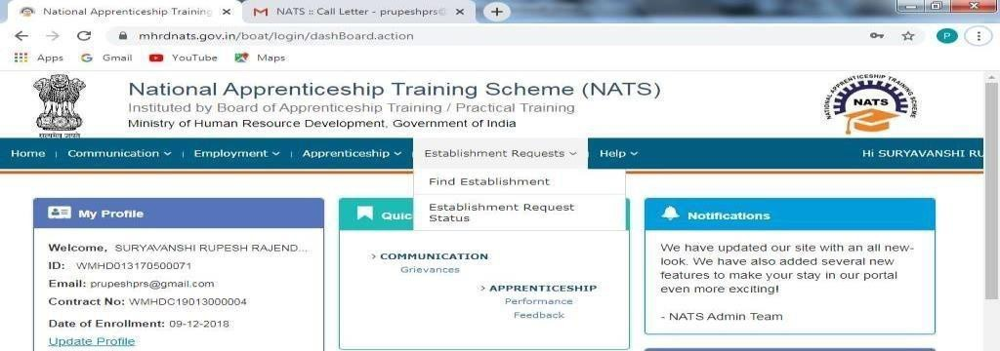 National Apprenticeship Training
NATS :: Call Letter - prupeshprs@
mhrdnats.gov.in/boat/login/dashBoard.action
P
Apps
Gmail
YouTube
Maps
सत्यमेव जयते
National Apprenticeship Training Scheme (NATS)
Instituted by Board of Apprenticeship Training / Practical Training
Ministry of Human Resource Development, Government of India
NATIONAL APPRENTICESHIP TRAINING SCHEME
NATS
Home
Communication
Employment
Apprenticeship
Establishment Requests
Help
Hi SURYAVANSHI RU
Find Establishment
Establishment Request
Status
My Profile
Welcome, SURYAVANSHI RUPESH RAJEND...
ID: WMHD013170500071
Email: prupeshprs@gmail.com
Contract No: WMHDC19013000004
Date of Enrollment: 09-12-2018
Update Profile
Quic
> COMMUNICATION
Grievances
> APPRENTICESHIP
Performance
Feedback
Notifications
We have updated our site with an all new-
look. We have also added several new
features to make your stay in our portal
even more exciting!
- NATS Admin Team